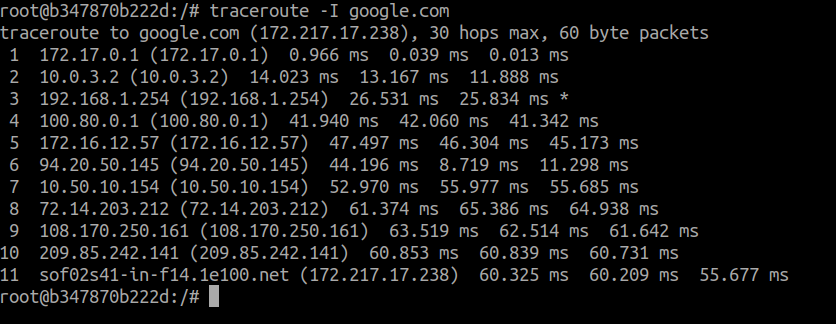 root@b347870b222d:/# traceroute -I google.com
traceroute to google.com (172.217.17.238), 30 hops max, 60 byte packets
 1  172.17.0.1 (172.17.0.1)  0.966 ms  0.039 ms  0.013 ms
 2  10.0.3.2 (10.0.3.2)  14.023 ms  13.167 ms  11.888 ms
 3  192.168.1.254 (192.168.1.254)  26.531 ms  25.834 ms *
 4  100.80.0.1 (100.80.0.1)  41.940 ms  42.060 ms  41.342 ms
 5  172.16.12.57 (172.16.12.57)  47.497 ms  46.304 ms  45.173 ms
 6  94.20.50.145 (94.20.50.145)  44.196 ms  8.719 ms  11.298 ms
 7  10.50.10.154 (10.50.10.154)  52.970 ms  55.977 ms  55.685 ms
 8  72.14.203.212 (72.14.203.212)  61.374 ms  65.386 ms  64.938 ms
 9  108.170.250.161 (108.170.250.161)  63.519 ms  62.514 ms  61.642 ms
10  209.85.242.141 (209.85.242.141)  60.853 ms  60.839 ms  60.731 ms
11  sof02s41-in-f14.1e100.net (172.217.17.238)  60.325 ms  60.209 ms  55.677 ms
root@b347870b222d:/#